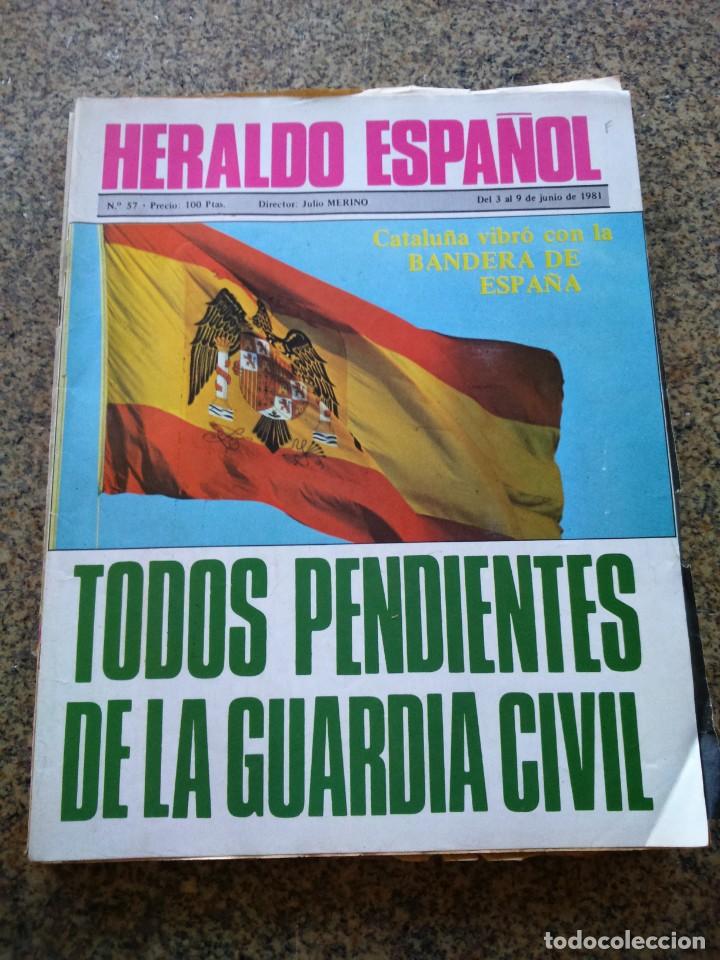 HERALDO ESPAÑOL
F
N.º 57 • Precio: 100 Ptas. Director: Julio MERINO Del 3 al 9 de junio de 1981
Cataluña vibró con la
BANDERA DE
ESPAÑA
TODOS PENDIENTES
DE LA GUARDIA CIVIL
todocoleccion